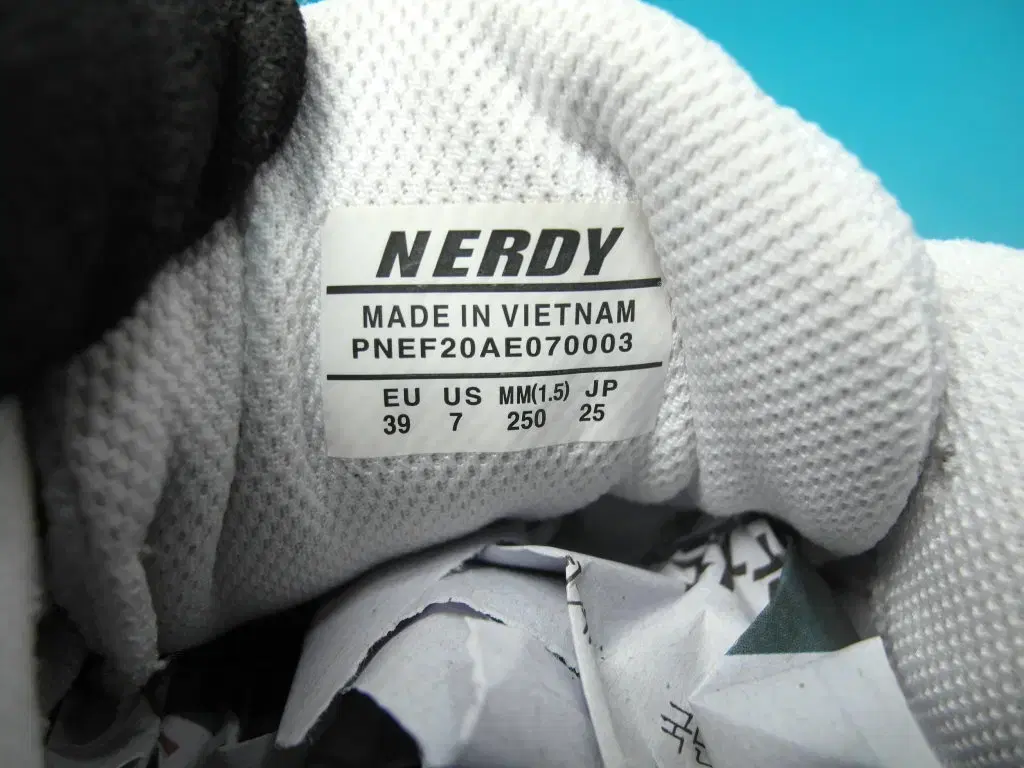 NERDY
MADE IN VIETNAM
PNEF20AE070003
EU US MM(1.5) JP
39 7 250 25